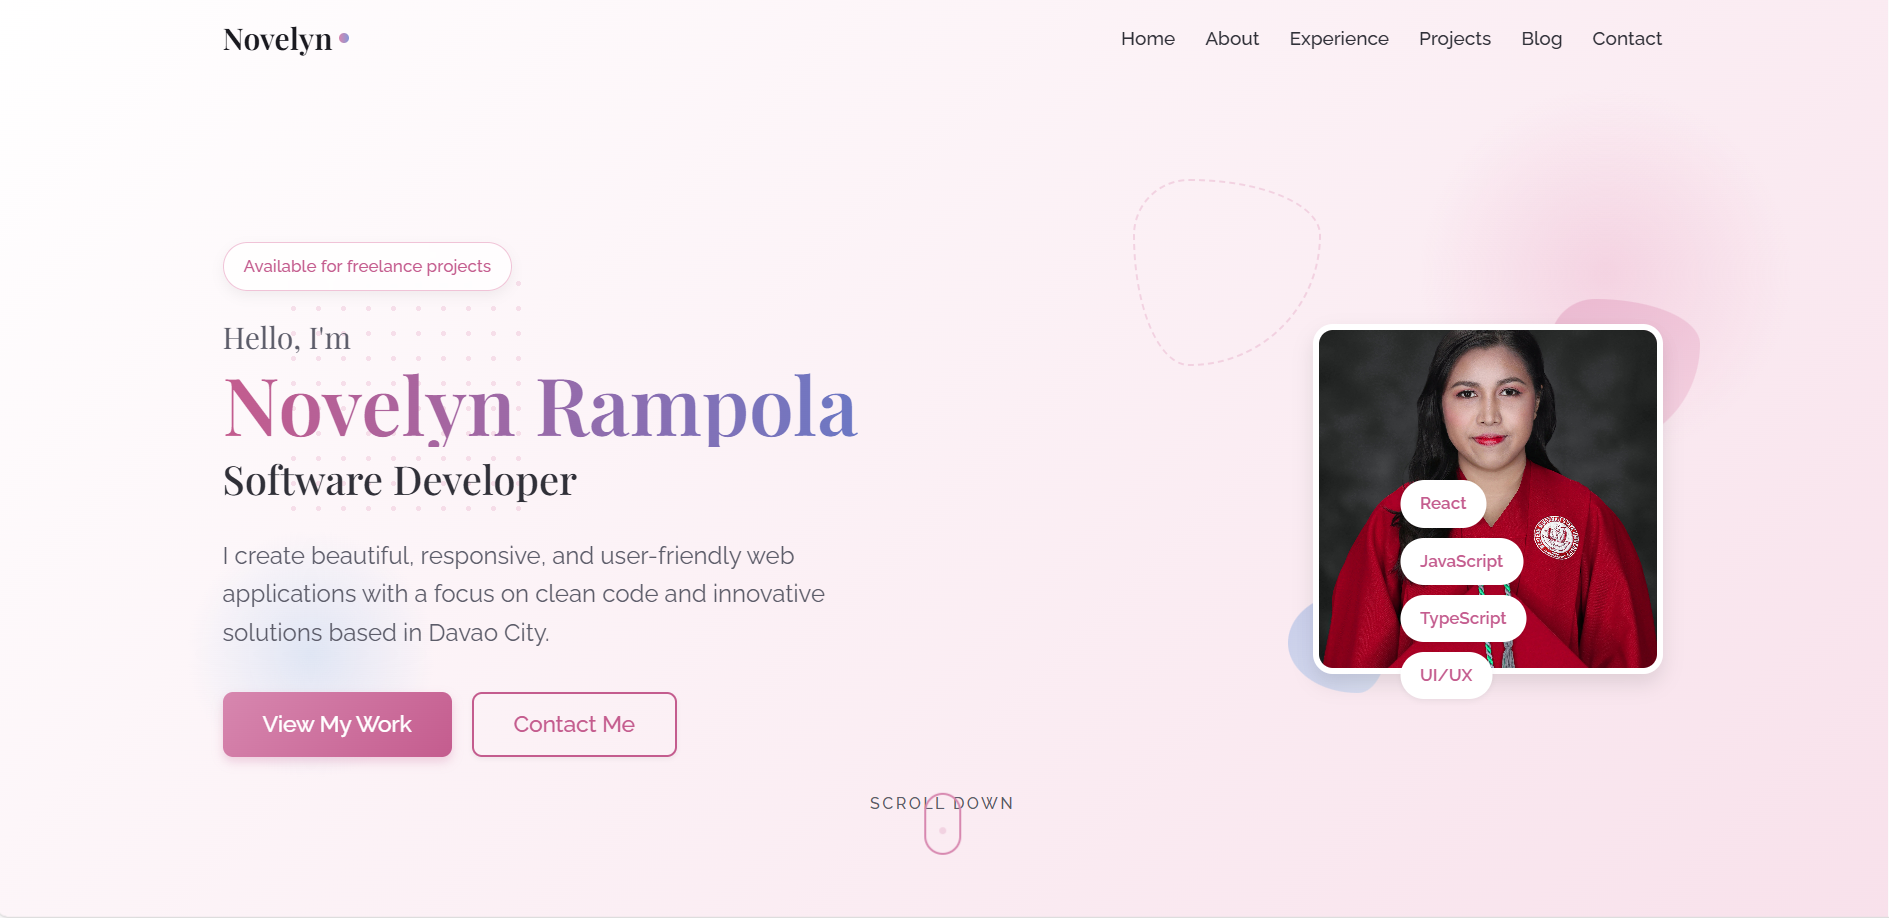 Novelyn
Home About Experience Projects Blog Contact
Available for freelance projects
Hello, I'm
Novelyn Rampola
Software Developer
I create beautiful, responsive, and user-friendly web
applications with a focus on clean code and innovative
solutions based in Davao City.
View My Work Contact Me
React
JavaScript
TypeScript
UI/UX
SCROLL DOWN